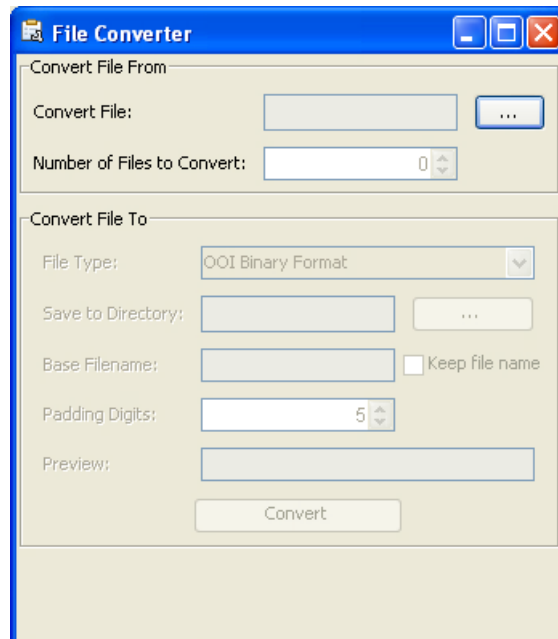 File Converter
Convert File From
Convert File:
...
Number of Files to Convert:
0
Convert File To
File Type:
OOI Binary Format
Save to Directory:
...
Base Filename:
Keep file name
Padding Digits:
5
Preview:
Convert